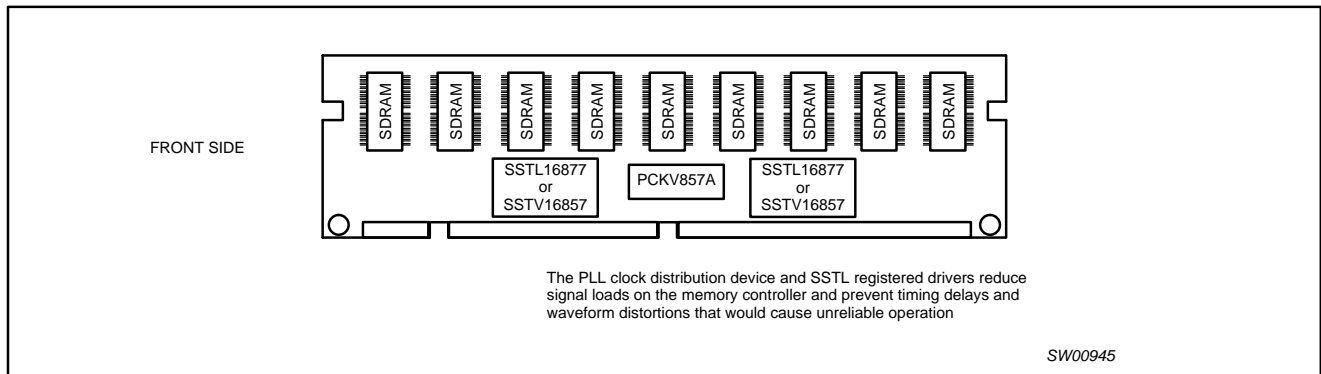 SDRAM SDRAM SDRAM SDRAM SDRAM SDRAM SDRAM SDRAM SDRAM
FRONT SIDE
SSTL16877
or
SSTV16857
PCKV857A
SSTL16877
or
SSTV16857
The PLL clock distribution device and SSTL registered drivers reduce
signal loads on the memory controller and prevent timing delays and
waveform distortions that would cause unreliable operation
SW00945